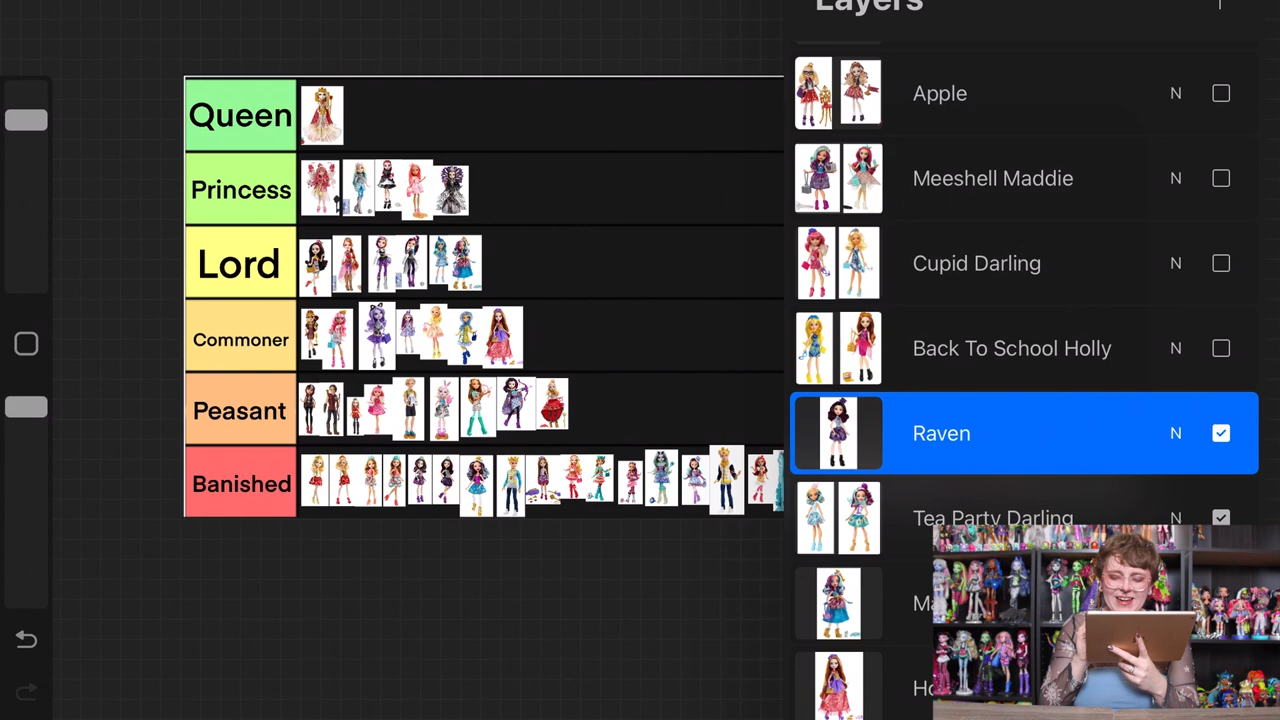 Layers
Queen
Princess
Lord
Commoner
Peasant
Banished
Apple N
Meeshell Maddie N
Cupid Darling N
Back To School Holly N
Raven N
Tea Party Darling N